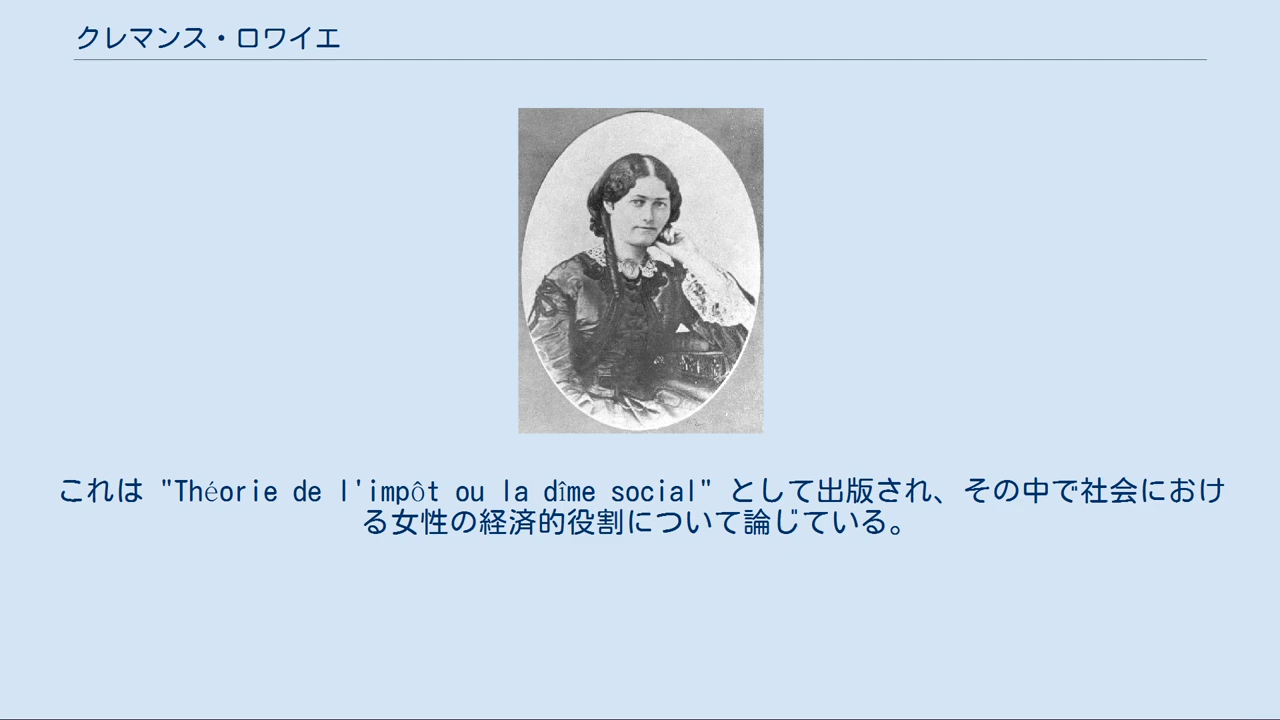 クレマンス・ロワイエ
これは "Théorie de l'impôt ou la dîme social" として出版され、その中で社会におけ
る女性の経済的役割について論じている。